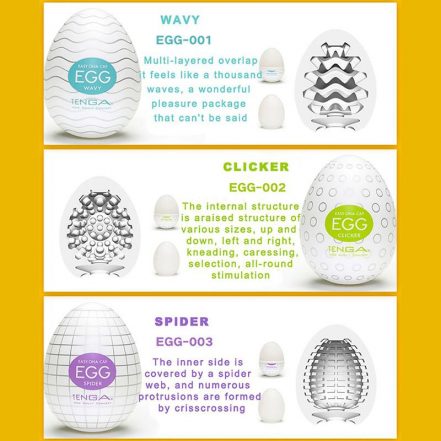 WAVY
EGG-001
Multi-layered overlap
t feels like a thousand
waves, a wonderful
pleasure package
that can't be said
EASY ONA-CAP
EGG
WAVY
TENGA
CLICKER
EGG-002
The internal structure
is araised structure of
various sizes, up and
down, left and right,
kneading, caressing,
selection, all-round
stimulation
EASY ONA-CAP
EGG
CLICKER
TENGA
SPIDER
EGG-003
The inner side is
covered by a spider
web, and numerous
protrusions are formed
by crisscrossing
EASY ONA-CAP
EGG
SPIDER
TENGA